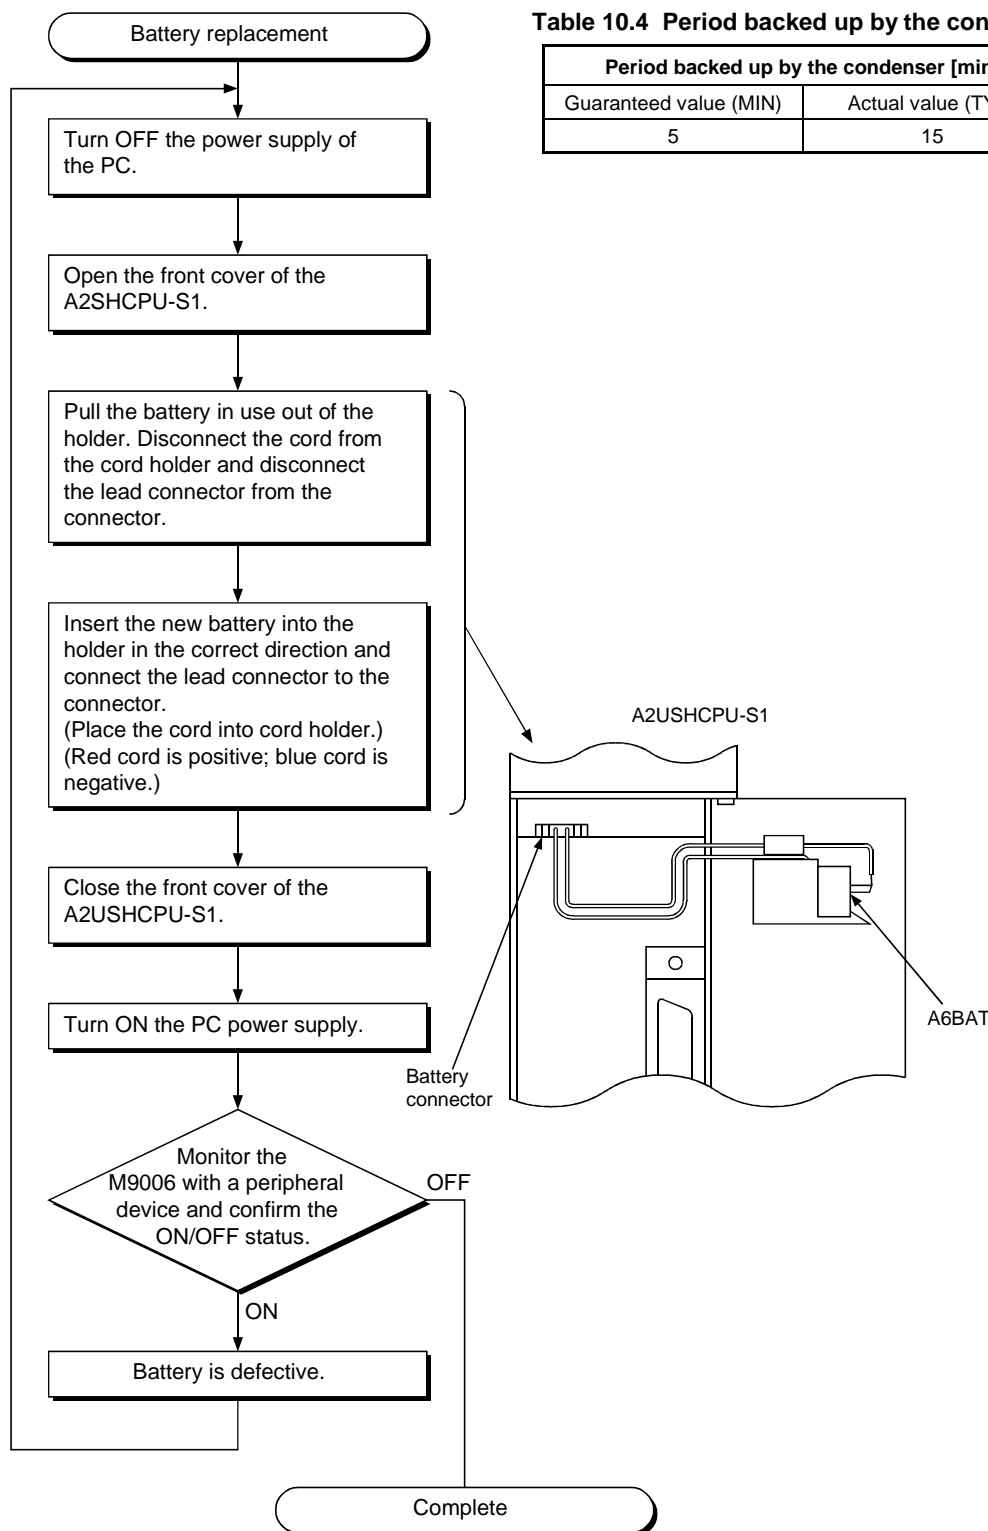 Battery replacement
Table 10.4 Period backed up by the con
Period backed up by the condenser [min
Guaranteed value (MIN)
Actual value (TY
5
15
Turn OFF the power supply of
the PC.
Open the front cover of the
A2SHCPU-S1.
Pull the battery in use out of the
holder. Disconnect the cord from
the cord holder and disconnect
the lead connector from the
connector.
Insert the new battery into the
holder in the correct direction and
connect the lead connector to the
connector.
(Place the cord into cord holder.)
(Red cord is positive; blue cord is
negative.)
A2USHCPU-S1
A6BAT
Battery
connector
Close the front cover of the
A2USHCPU-S1.
Turn ON the PC power supply.
Monitor the
M9006 with a peripheral
device and confirm the
ON/OFF status.
OFF
ON
Battery is defective.
Complete